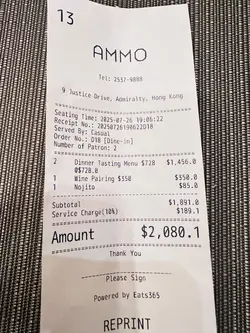 13
AMMO
Tel: 2537-9888
9 Justice Drive, Admiralty, Hong Kong
Seating Time: 2025-07-26 19:06:22
Receipt No.: 20250726190622D18
Served By: Casual
Order No.: D18 [Dine-in]
Number of Patron: 2
2 Dinner Tasting Menu $728 $1,456.0
@$728.0
1 Wine Pairing $350 $350.0
1 Nojito $85.0
Subtotal $1,891.0
Service Charge(10%) $189.1
Amount $2,080.1
Thank You
Please Sign
Powered by Eats365
REPRINT